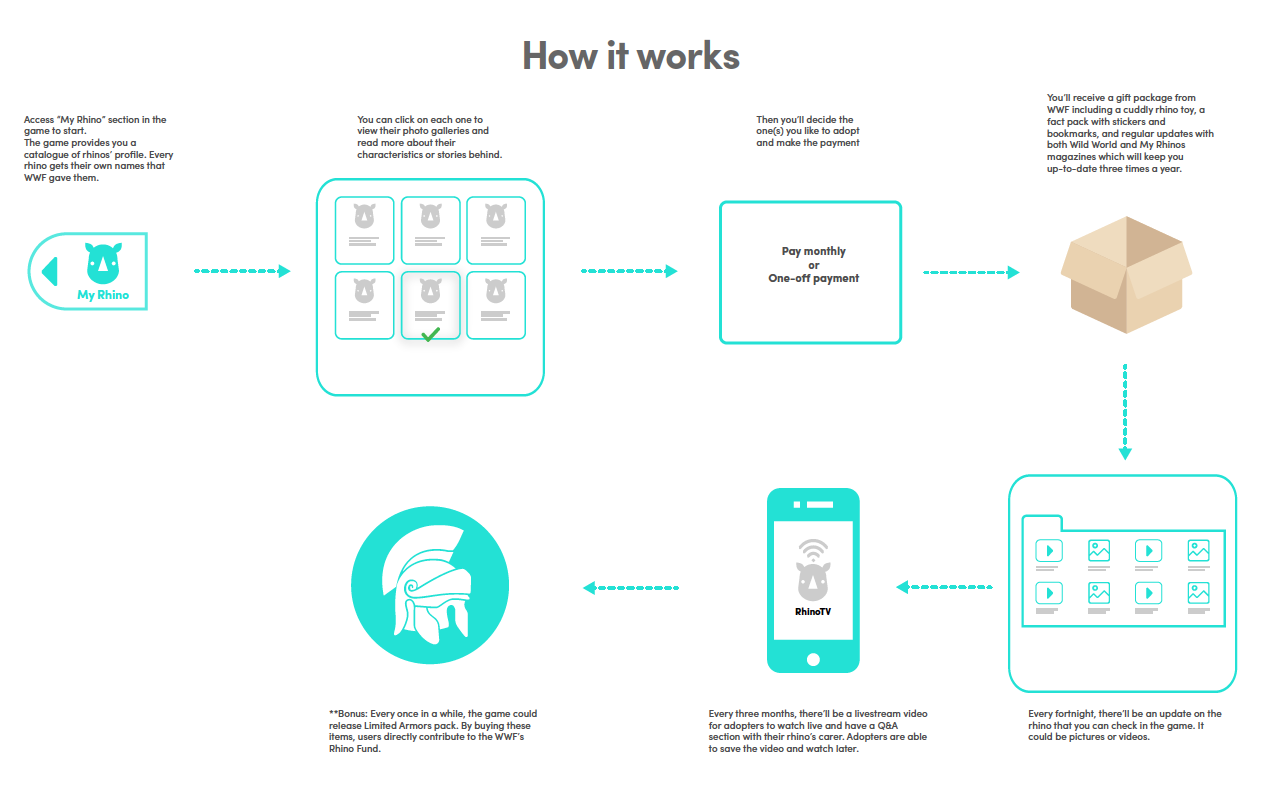 How it works
Access “My Rhino” section in the
game to start.
The game provides you a
catalogue of rhinos’ profile. Every
rhino gets their own names that
WWF gave them.
My Rhino
You can click on each one to
view their photo galleries and
read more about their
characteristics or stories behind.
Then you’ll decide the
one(s) you like to adopt
and make the payment
Pay monthly
or
One-off payment
You’ll receive a gift package from
WWF including a cuddly rhino toy, a
fact pack with stickers and
bookmarks, and regular updates with
both Wild World and My Rhinos
magazines which will keep you
up-to-date three times a year.
Every fortnight, there’ll be an update on the
rhino that you can check in the game. It
could be pictures or videos.
RhinoTV
Every three months, there’ll be a livestream video
for adopters to watch live and have a Q&A
section with their rhino’s carer. Adopters are able
to save the video and watch later.
**Bonus: Every once in a while, the game could
release Limited Armors pack. By buying these
items, users directly contribute to the WWF’s
Rhino Fund.